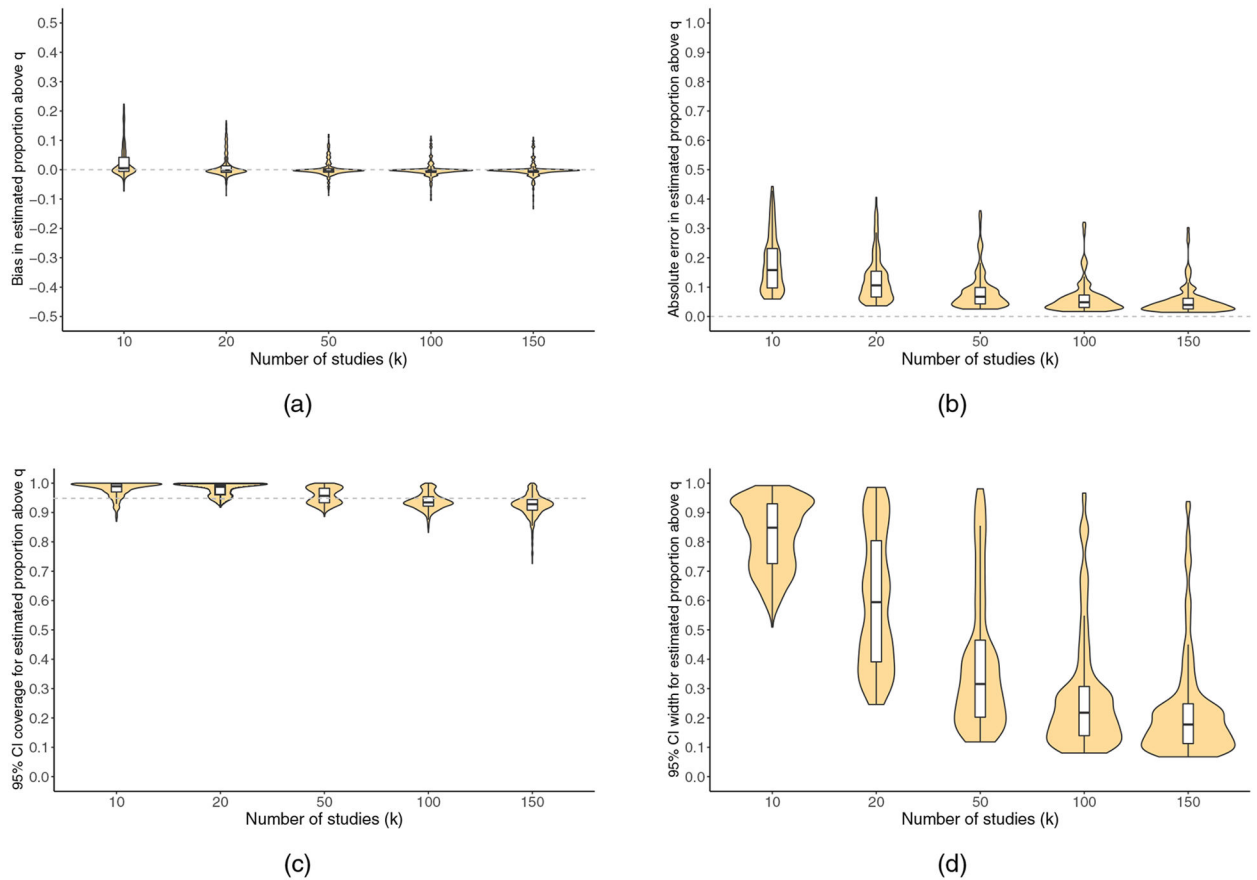 Bias in estimated proportion above q
0.5
0.4
0.3
0.2
0.1
0.0
−0.1
−0.2
−0.3
−0.4
−0.5
10 20 50 100 150
Number of studies (k)
(a)
Absolute error in estimated proportion above q
1.0
0.9
0.8
0.7
0.6
0.5
0.4
0.3
0.2
0.1
0.0
10 20 50 100 150
Number of studies (k)
(b)
95% CI coverage for estimated proportion above q
1.0
0.9
0.8
0.7
0.6
0.5
0.4
0.3
0.2
0.1
0.0
10 20 50 100 150
Number of studies (k)
(c)
95% CI width for estimated proportion above q
1.0
0.9
0.8
0.7
0.6
0.5
0.4
0.3
0.2
0.1
0.0
10 20 50 100 150
Number of studies (k)
(d)